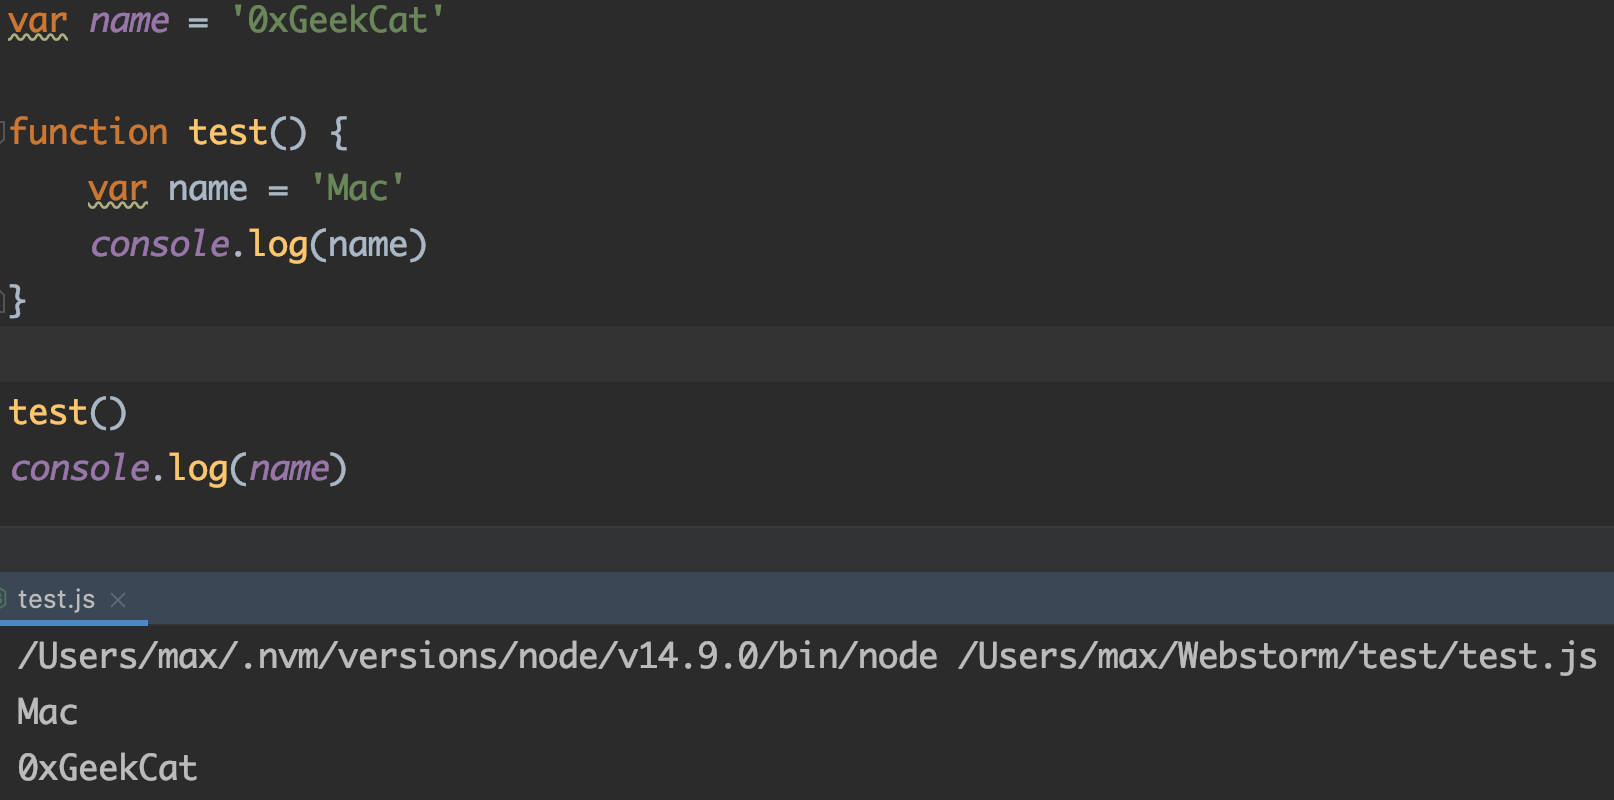 var name = '0xGeekCat'
function test() {
    var name = 'Mac'
    console.log(name)
}
test()
console.log(name)
test.js
/Users/max/.nvm/versions/node/v14.9.0/bin/node /Users/max/Webstorm/test/test.js
Mac
0xGeekCat